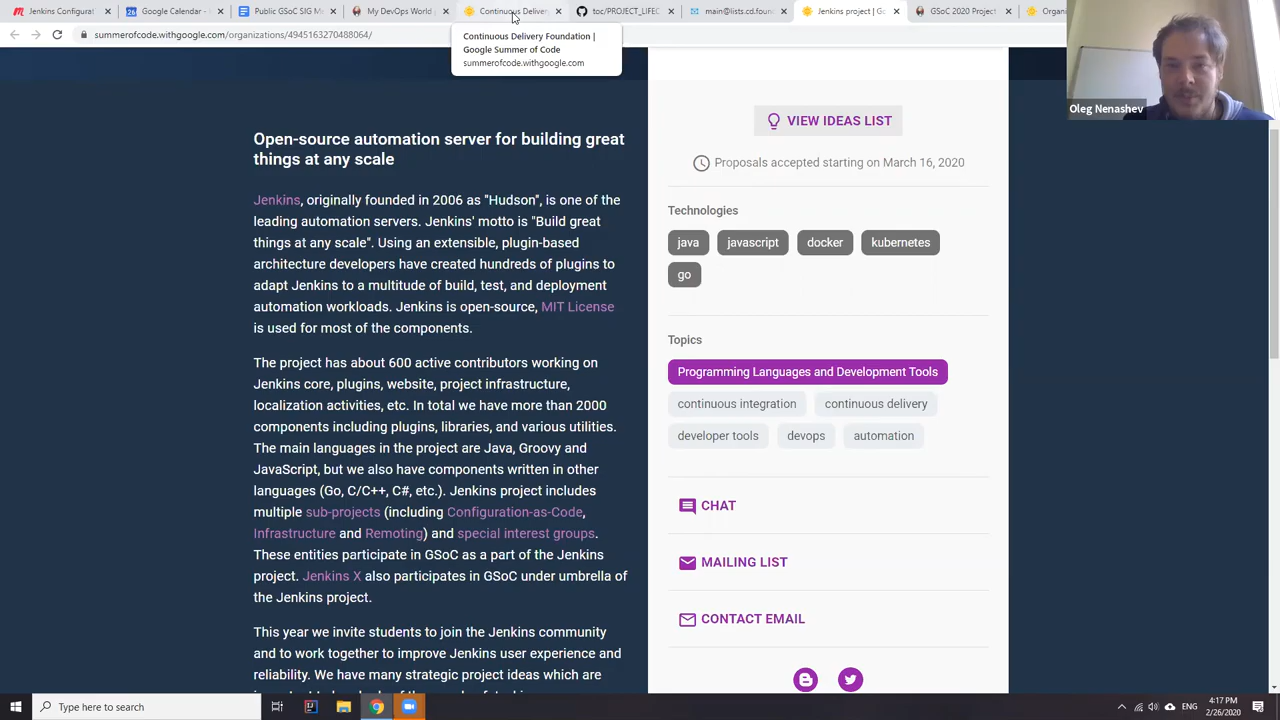 Jenkins Configurat
Google Calendar -
Public GSoC SIG M
My DevOps World
Continuous Delivery
toc/PROJECT_LIFEC
main@lists.cd.found
Jenkins project | Go
GSoC 2020 Project
Organ
summerofcode.withgoogle.com/organizations/4945163270488064/
Continuous Delivery Foundation |
Google Summer of Code
summerofcode.withgoogle.com
Oleg Nenashev
Open-source automation server for building great
things at any scale
Jenkins, originally founded in 2006 as "Hudson", is one of the
leading automation servers. Jenkins' motto is "Build great
things at any scale". Using an extensible, plugin-based
architecture developers have created hundreds of plugins to
adapt Jenkins to a multitude of build, test, and deployment
automation workloads. Jenkins is open-source, MIT License
is used for most of the components.
The project has about 600 active contributors working on
Jenkins core, plugins, website, project infrastructure,
localization activities, etc. In total we have more than 2000
components including plugins, libraries, and various utilities.
The main languages in the project are Java, Groovy and
JavaScript, but we also have components written in other
languages (Go, C/C++, C#, etc.). Jenkins project includes
multiple sub-projects (including Configuration-as-Code,
Infrastructure and Remoting) and special interest groups.
These entities participate in GSoC as a part of the Jenkins
project. Jenkins X also participates in GSoC under umbrella of
the Jenkins project.
This year we invite students to join the Jenkins community
and to work together to improve Jenkins user experience and
reliability. We have many strategic project ideas which are
VIEW IDEAS LIST
Proposals accepted starting on March 16, 2020
Technologies
java javascript docker kubernetes
go
Topics
Programming Languages and Development Tools
continuous integration continuous delivery
developer tools devops automation
CHAT
MAILING LIST
CONTACT EMAIL
Type here to search
ENG
4:17 PM
2/26/2020